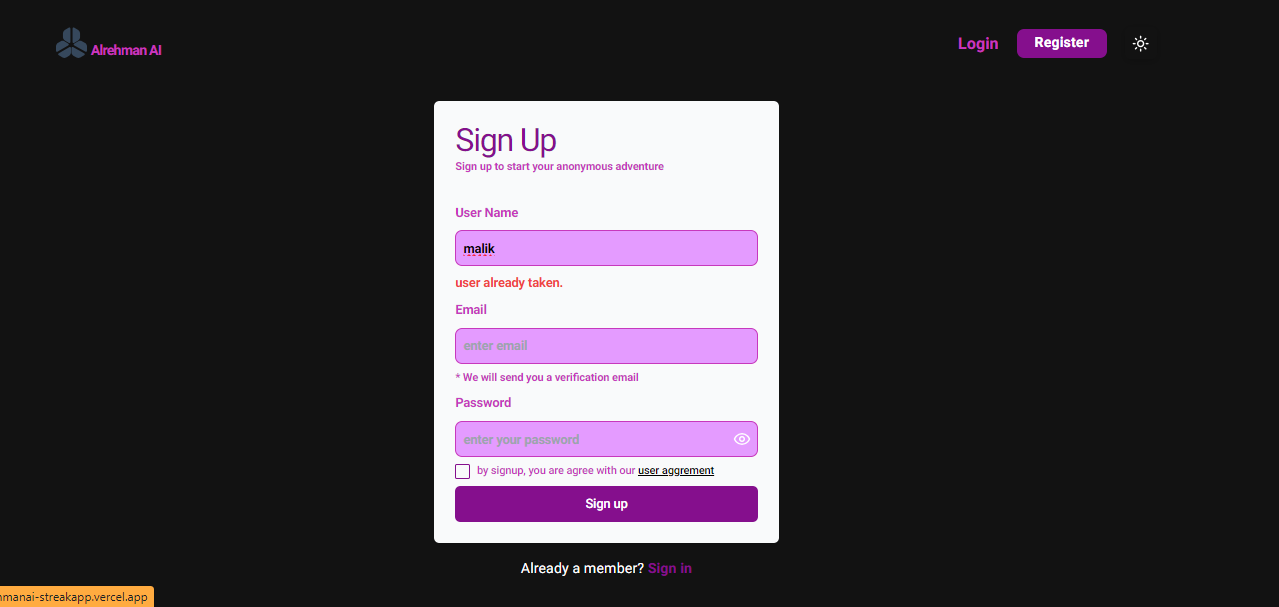 Alrehman AI
Login
Register
Sign Up
Sign up to start your anonymous adventure
User Name
malik
user already taken.
Email
enter email
* We will send you a verification email
Password
enter your password
by signup, you are agree with our user aggrement
Sign up
Already a member? Sign in
manai-streakapp.vercel.app